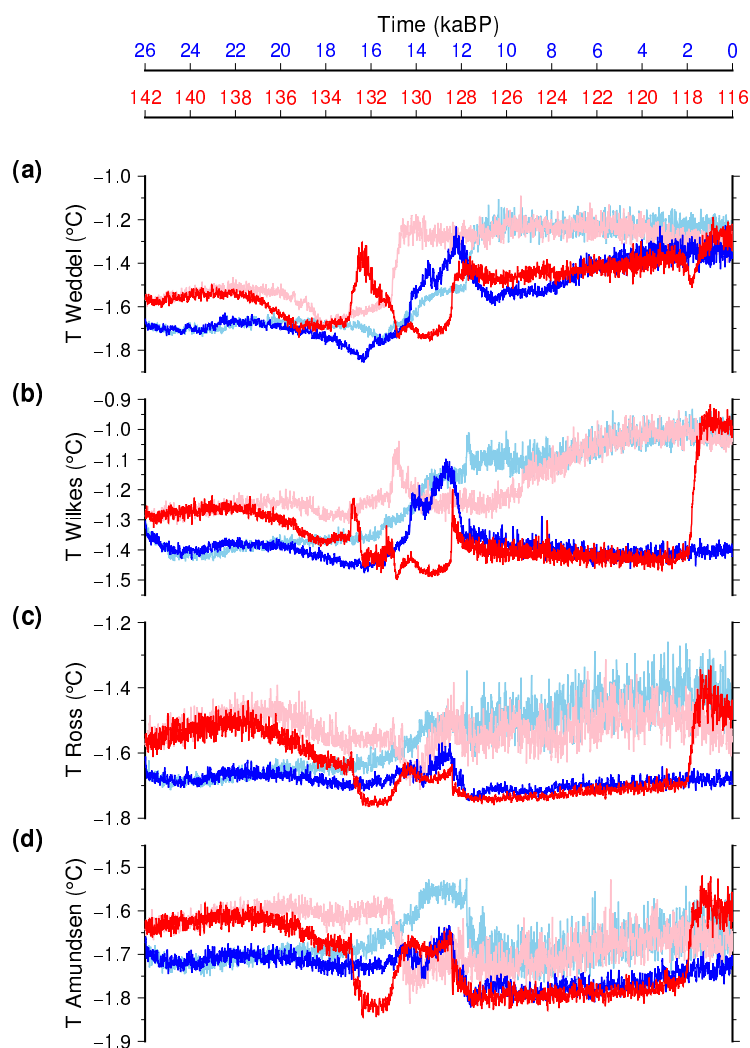 Time (kaBP)
26 24 22 20 18 16 14 12 10 8 6 4 2 0
142 140 138 136 134 132 130 128 126 124 122 120 118 116
(a)
T Weddel (°C)
−1.0
−1.2
−1.4
−1.6
−1.8
(b)
T Wilkes (°C)
−0.9
−1.0
−1.1
−1.2
−1.3
−1.4
−1.5
(c)
T Ross (°C)
−1.2
−1.4
−1.6
−1.8
(d)
T Amundsen (°C)
−1.5
−1.6
−1.7
−1.8
−1.9